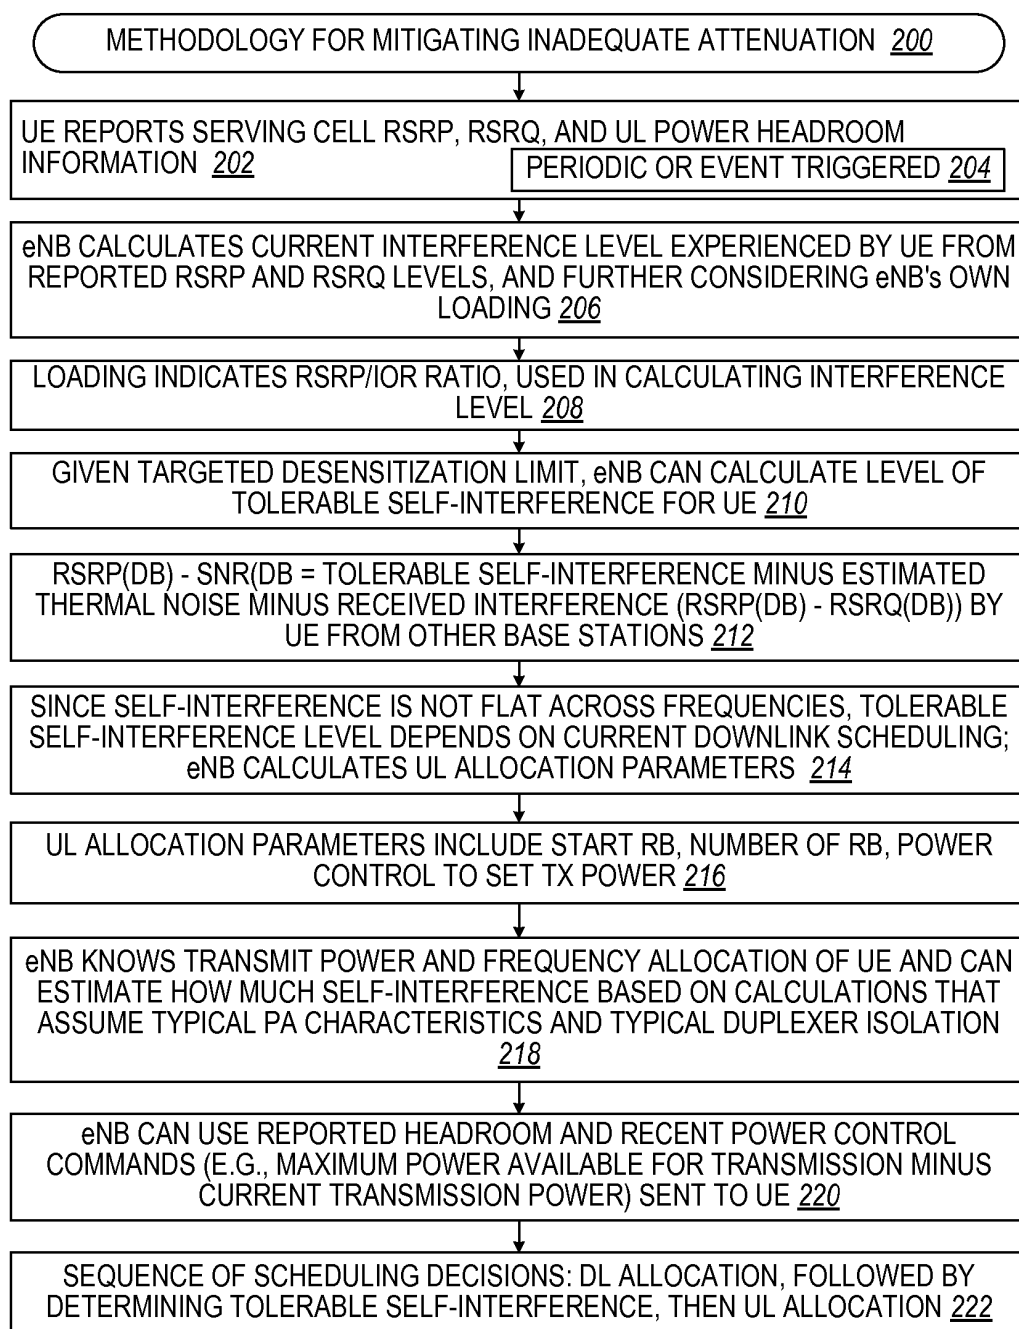 METHODOLOGY FOR MITIGATING INADEQUATE ATTENUATION 200
UE REPORTS SERVING CELL RSRP, RSRQ, AND UL POWER HEADROOM
INFORMATION 202
PERIODIC OR EVENT TRIGGERED 204
eNB CALCULATES CURRENT INTERFERENCE LEVEL EXPERIENCED BY UE FROM
REPORTED RSRP AND RSRQ LEVELS, AND FURTHER CONSIDERING eNB's OWN
LOADING 206
LOADING INDICATES RSRP/IOR RATIO, USED IN CALCULATING INTERFERENCE
LEVEL 208
GIVEN TARGETED DESENSITIZATION LIMIT, eNB CAN CALCULATE LEVEL OF
TOLERABLE SELF-INTERFERENCE FOR UE 210
RSRP(DB) - SNR(DB = TOLERABLE SELF-INTERFERENCE MINUS ESTIMATED
THERMAL NOISE MINUS RECEIVED INTERFERENCE (RSRP(DB) - RSRQ(DB)) BY
UE FROM OTHER BASE STATIONS 212
SINCE SELF-INTERFERENCE IS NOT FLAT ACROSS FREQUENCIES, TOLERABLE
SELF-INTERFERENCE LEVEL DEPENDS ON CURRENT DOWNLINK SCHEDULING;
eNB CALCULATES UL ALLOCATION PARAMETERS 214
UL ALLOCATION PARAMETERS INCLUDE START RB, NUMBER OF RB, POWER
CONTROL TO SET TX POWER 216
eNB KNOWS TRANSMIT POWER AND FREQUENCY ALLOCATION OF UE AND CAN
ESTIMATE HOW MUCH SELF-INTERFERENCE BASED ON CALCULATIONS THAT
ASSUME TYPICAL PA CHARACTERISTICS AND TYPICAL DUPLEXER ISOLATION
218
eNB CAN USE REPORTED HEADROOM AND RECENT POWER CONTROL
COMMANDS (E.G., MAXIMUM POWER AVAILABLE FOR TRANSMISSION MINUS
CURRENT TRANSMISSION POWER) SENT TO UE 220
SEQUENCE OF SCHEDULING DECISIONS: DL ALLOCATION, FOLLOWED BY
DETERMINING TOLERABLE SELF-INTERFERENCE, THEN UL ALLOCATION 222